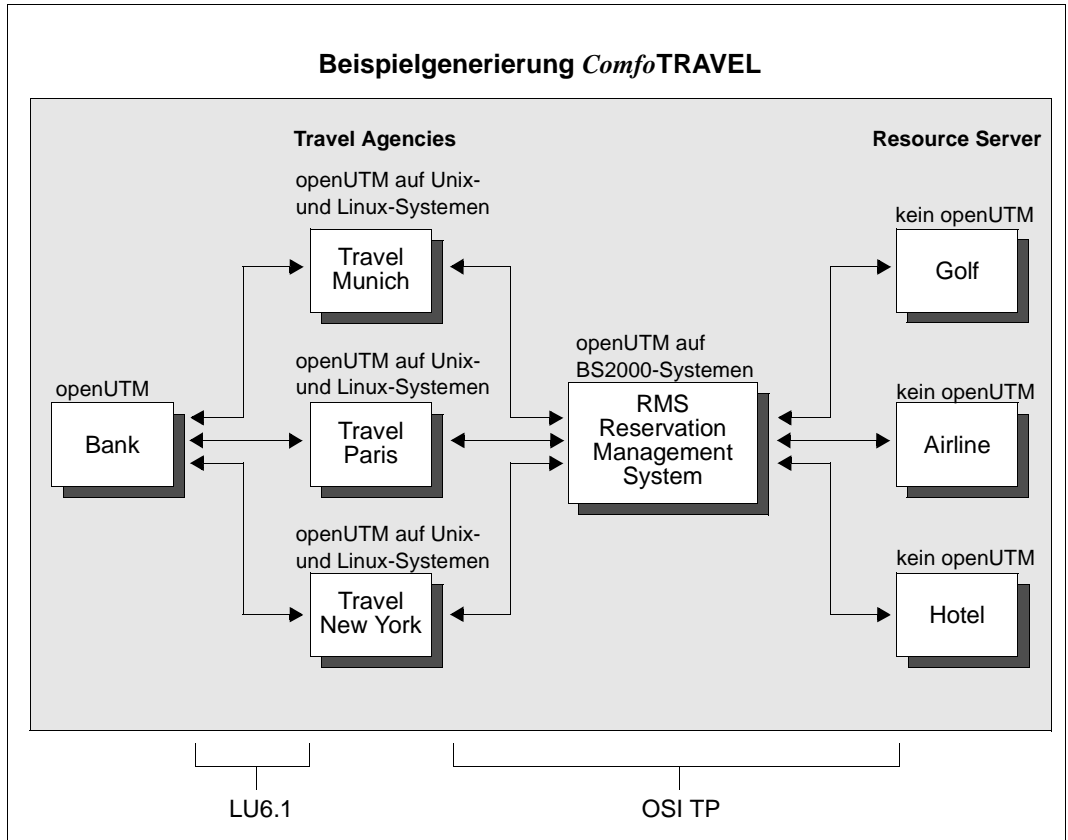 Beispielgenerierung ComfoTRAVEL
Travel Agencies
Resource Server
openUTM auf Unix-
und Linux-Systemen
Travel
Munich
kein openUTM
Golf
openUTM
Bank
openUTM auf Unix-
und Linux-Systemen
Travel
Paris
openUTM auf
BS2000-Systemen
RMS
Reservation
Management
System
kein openUTM
Airline
openUTM auf Unix-
und Linux-Systemen
Travel
New York
kein openUTM
Hotel
LU6.1
OSI TP